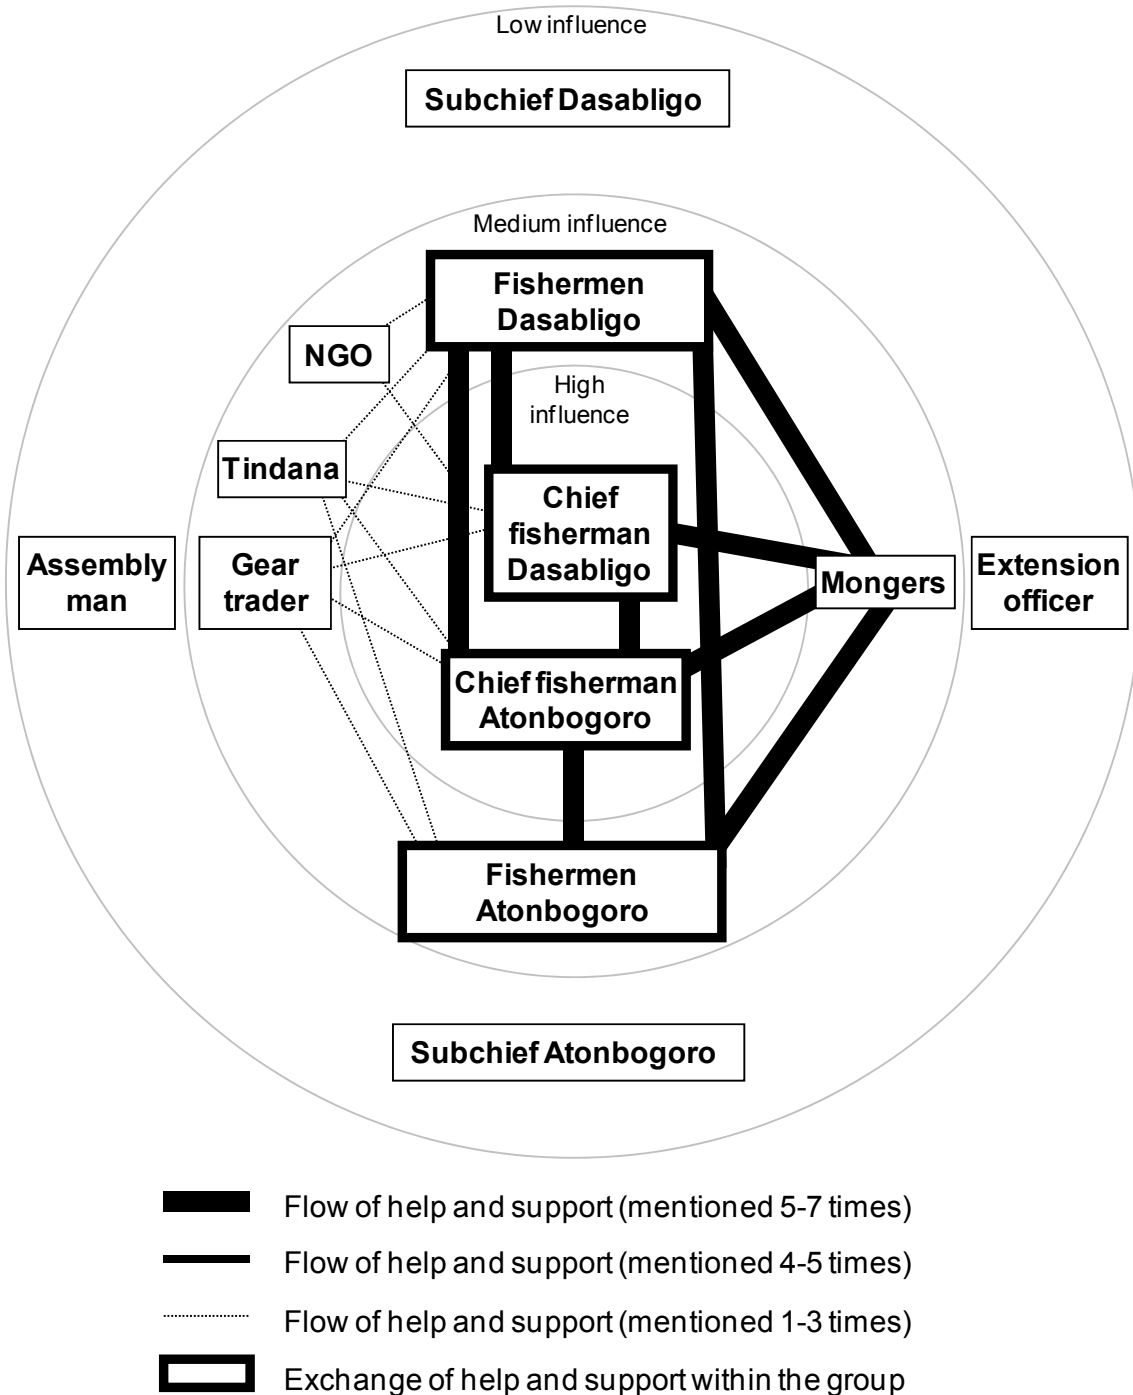 Low influence
Subchief Dasabligo
Medium influence
Fishermen
Dasabligo
NGO
High
influence
Tindana
Chief
fisherman
Dasabligo
Assembly
man
Gear
trader
Mongers
Extension
officer
Chief fisherman
Atonbogoro
Fishermen
Atonbogoro
Subchief Atonbogoro
Flow of help and support (mentioned 5-7 times)
Flow of help and support (mentioned 4-5 times)
Flow of help and support (mentioned 1-3 times)
Exchange of help and support within the group